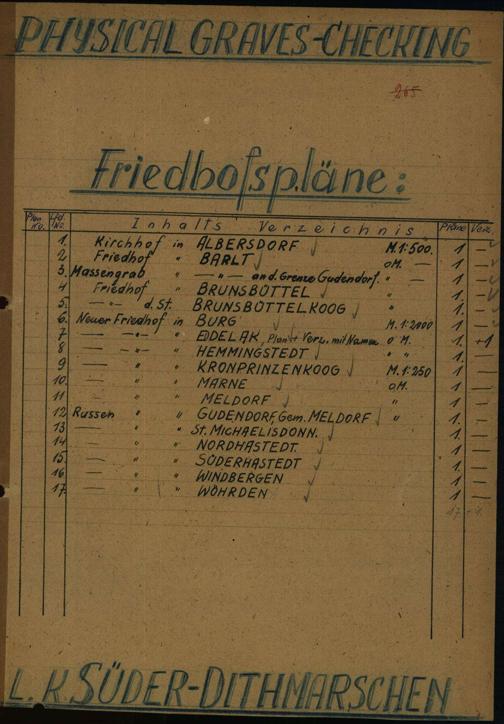 PHYSICAL GRAVES-CHECKING
265
Friedhofspläne:
Plan Nr. Lfd. No. Inhalts Verzeichnis Pläne Verz.
1. Kirchhof in ALBERSDORF M. 1:500. 1 —
2 Friedhof " BARLT oM. — 1 —
3. Massengrab " — " — an d. Grenze Gudendorf. " — 1 —
4 Friedhof " BRUNSBÜTTEL " 1 —
5. — " — d. St. BRUNSBÜTTELKOOG " 1. —
6. Neuer Friedhof in BURG M. 1:2000 1 —
7 — " — " EDDELAK, Plan + Verz. mit Namen o M. 1. +1
8 — " — " HEMMINGSTEDT " " 1 —
9 — " KRONPRINZENKOOG M. 1:250 1 —
10. — " " MARNE oM. 1 —
11 — " " MELDORF " 1. —
12 Russen " " GUDENDORF, Gem. MELDORF " 1. —
13 — " " St. MICHAELISDONN. 1. —
14 — " " NORDHASTEDT. 1. —
15. — " " SÜDERHASTEDT 1 —
16 — " " WINDBERGEN 1 —
17. — " " WÖHRDEN 1 —
17
L.K. SÜDER-DITHMARSCHEN